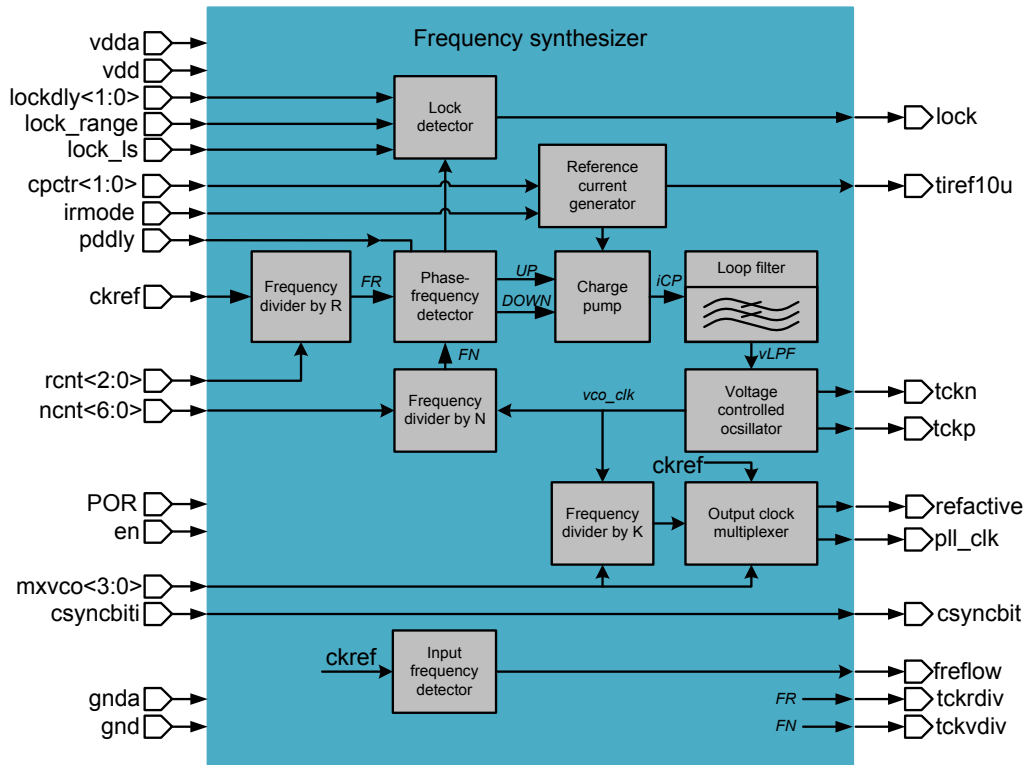 Frequency synthesizer
vdda
vdd
lockdly<1:0>
lock_range
lock_ls
cpctr<1:0>
irmode
pddly
ckref
rcnt<2:0>
ncnt<6:0>
POR
en
mxvco<3:0>
csyncbiti
gnda
gnd
Lock
detector
Reference
current
generator
Frequency
divider by R
FR
Phase-
frequency
detector
UP
DOWN
Charge
pump
iCP
Loop filter
FN
vLPF
Frequency
divider by N
vco_clk
Voltage
controlled
ocsillator
ckref
Frequency
divider by K
Output clock
multiplexer
ckref
Input
frequency
detector
FR
FN
lock
tiref10u
tckn
tckp
refactive
pll_clk
csyncbit
freflow
tckrdiv
tckvdiv